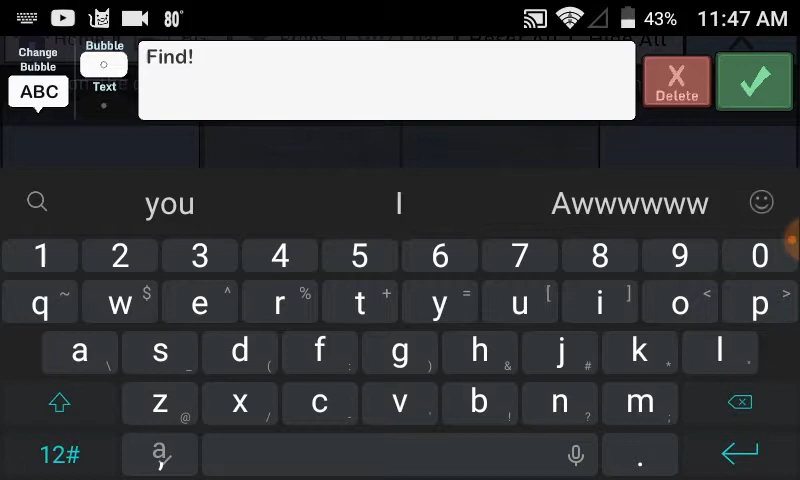 80° 43% 11:47 AM
Change Bubble
ABC
Bubble
Text
Find!
X Delete
you I Awwwwww
1 2 3 4 5 6 7 8 9 0
q ~ w $ e ^ r % t + y = u [ i ] o < p >
a \ s _ d ( f : g ) h & j # k * l "
z @ x / c - v ' b ! n ? m ;
12# a , .